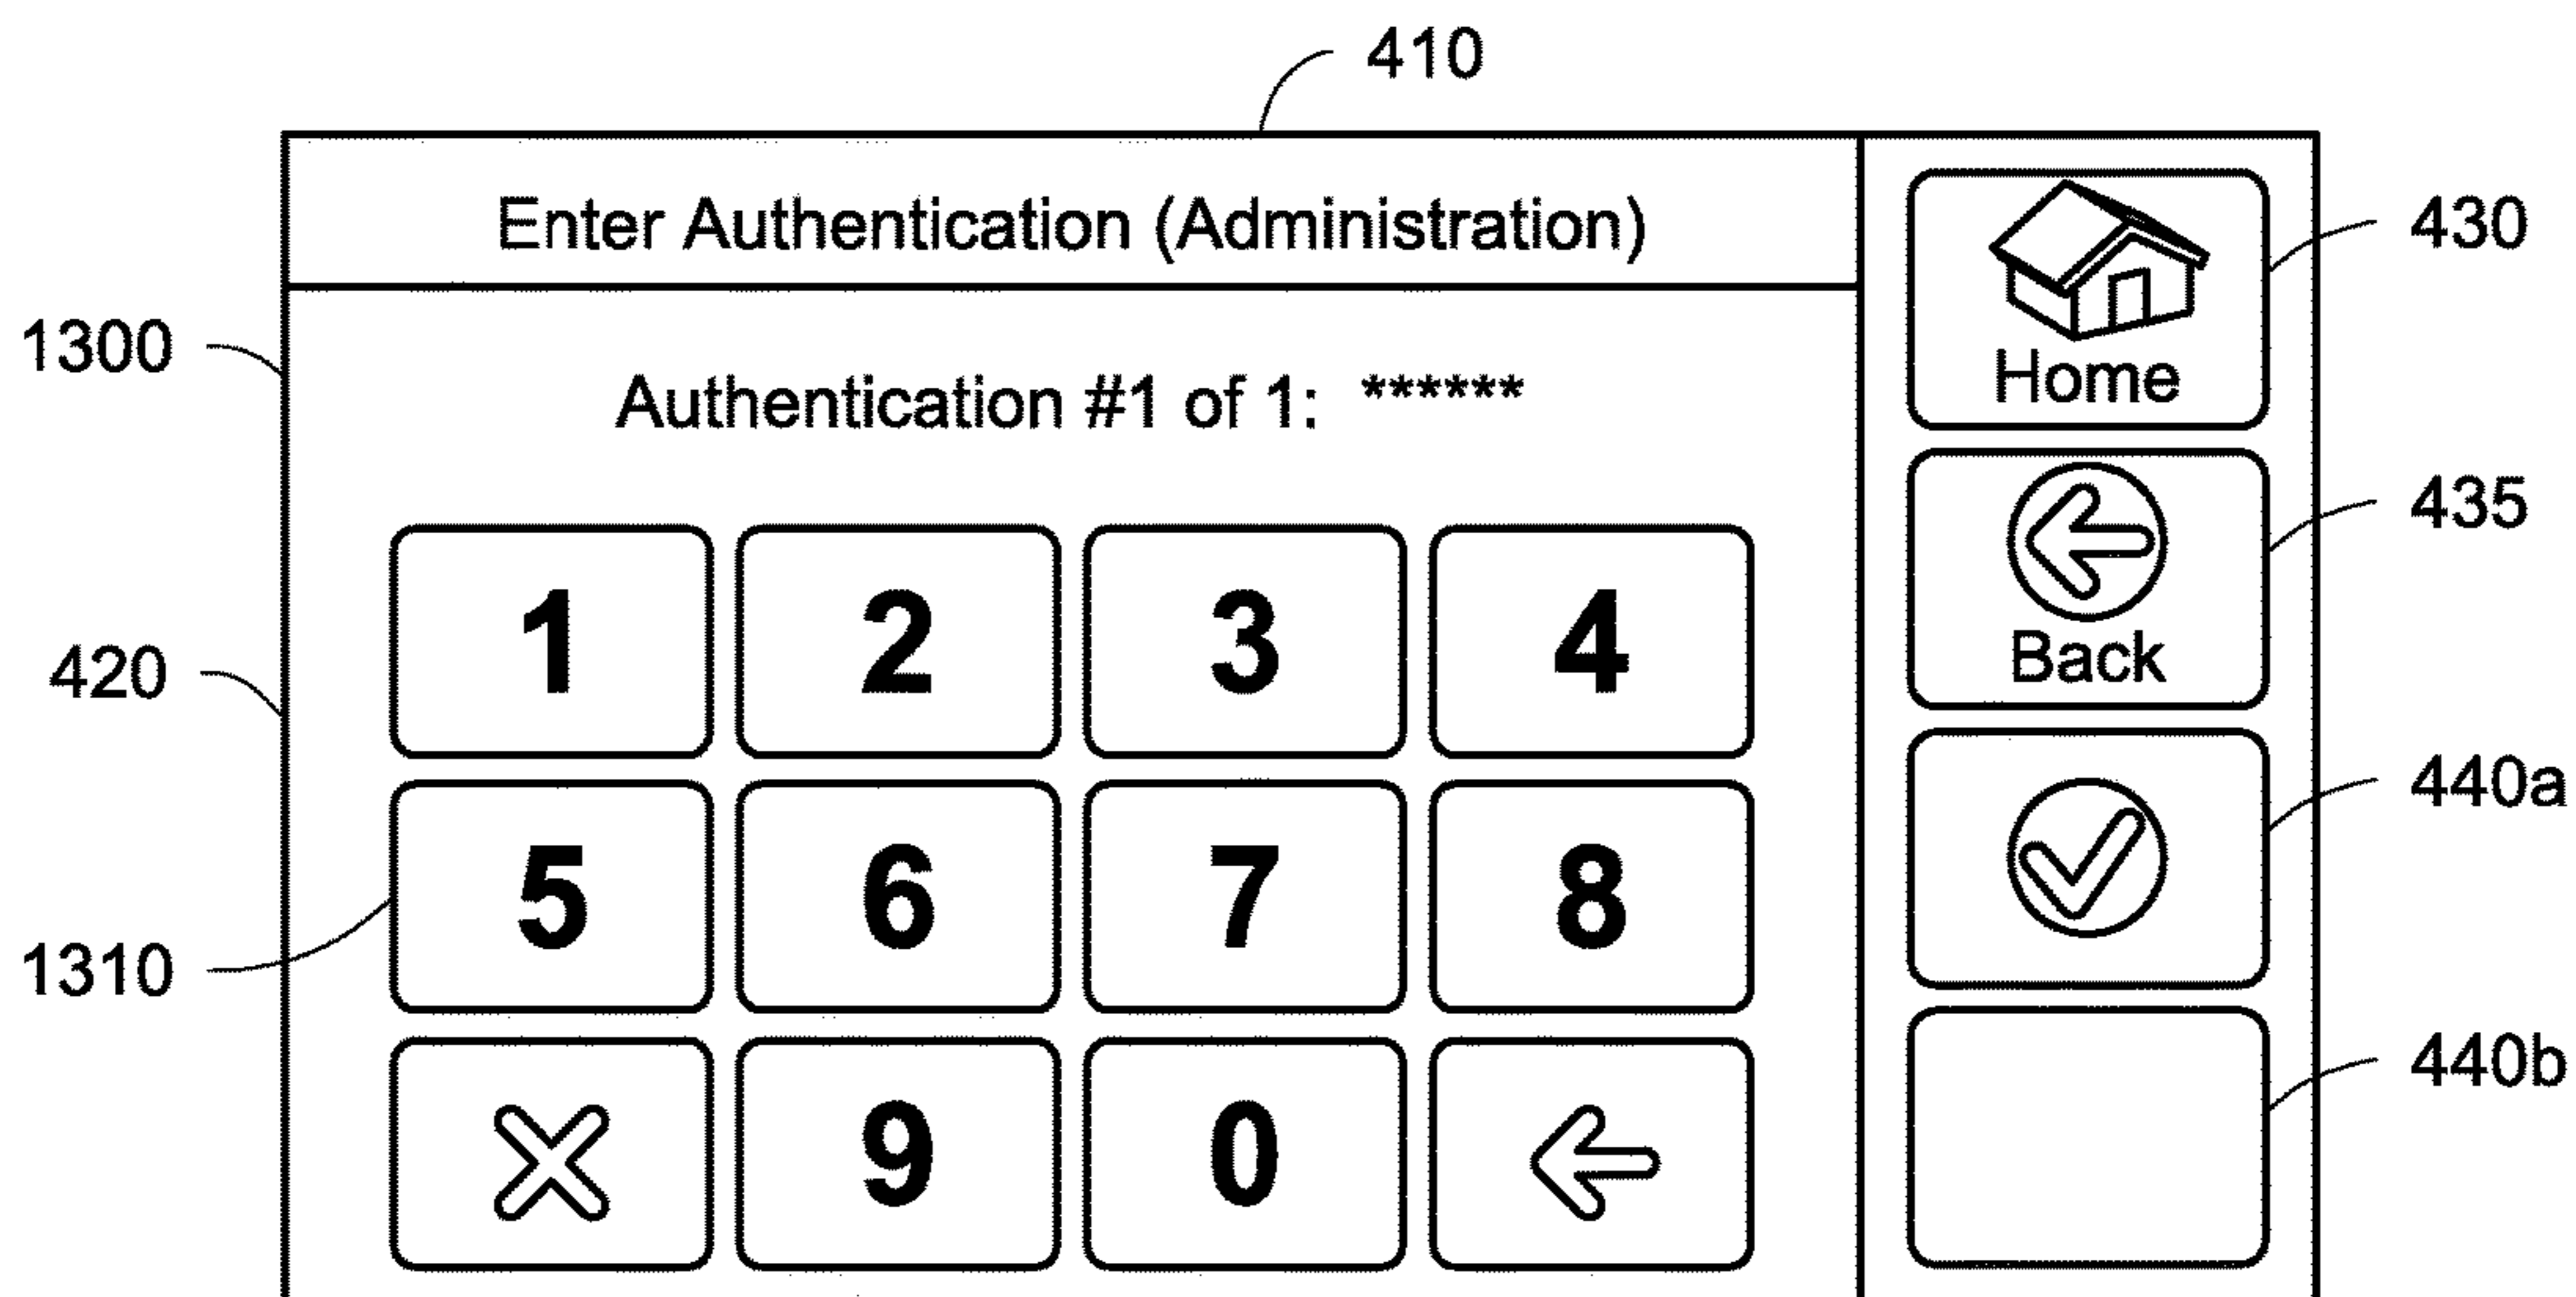 410
Enter Authentication (Administration)
430
Home
1300
Authentication #1 of 1: ******
435
Back
1 2 3 4
420
440a
5 6 7 8
1310
440b
9 0